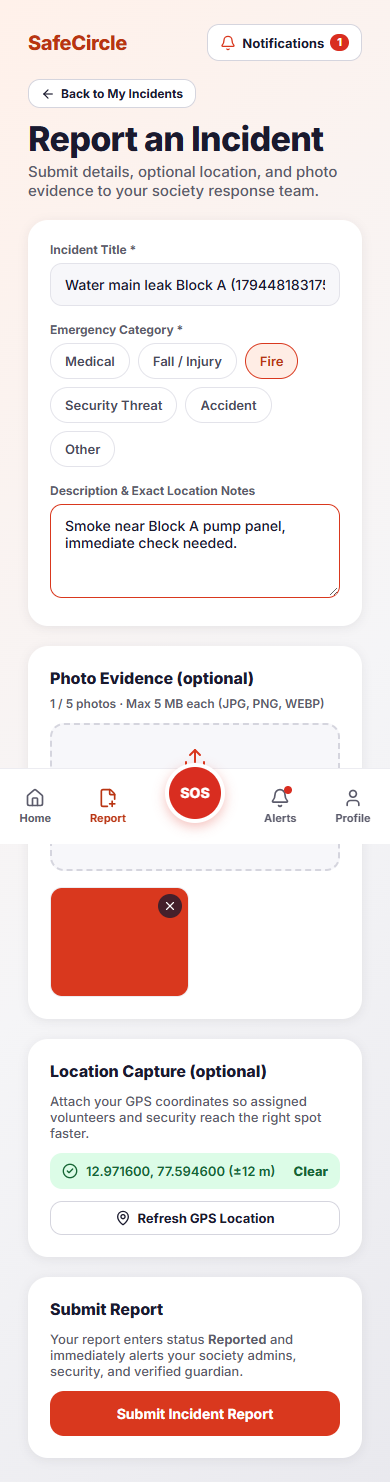 SafeCircle
Notifications 1
Back to My Incidents
Report an Incident
Submit details, optional location, and photo
evidence to your society response team.
Incident Title *
Water main leak Block A (179448183175
Emergency Category *
Medical
Fall / Injury
Fire
Security Threat
Accident
Other
Description & Exact Location Notes
Smoke near Block A pump panel,
immediate check needed.
Photo Evidence (optional)
1 / 5 photos · Max 5 MB each (JPG, PNG, WEBP)
Home
Report
SOS
Alerts
Profile
Location Capture (optional)
Attach your GPS coordinates so assigned
volunteers and security reach the right spot
faster.
12.971600, 77.594600 (±12 m)
Clear
Refresh GPS Location
Submit Report
Your report enters status Reported and
immediately alerts your society admins,
security, and verified guardian.
Submit Incident Report